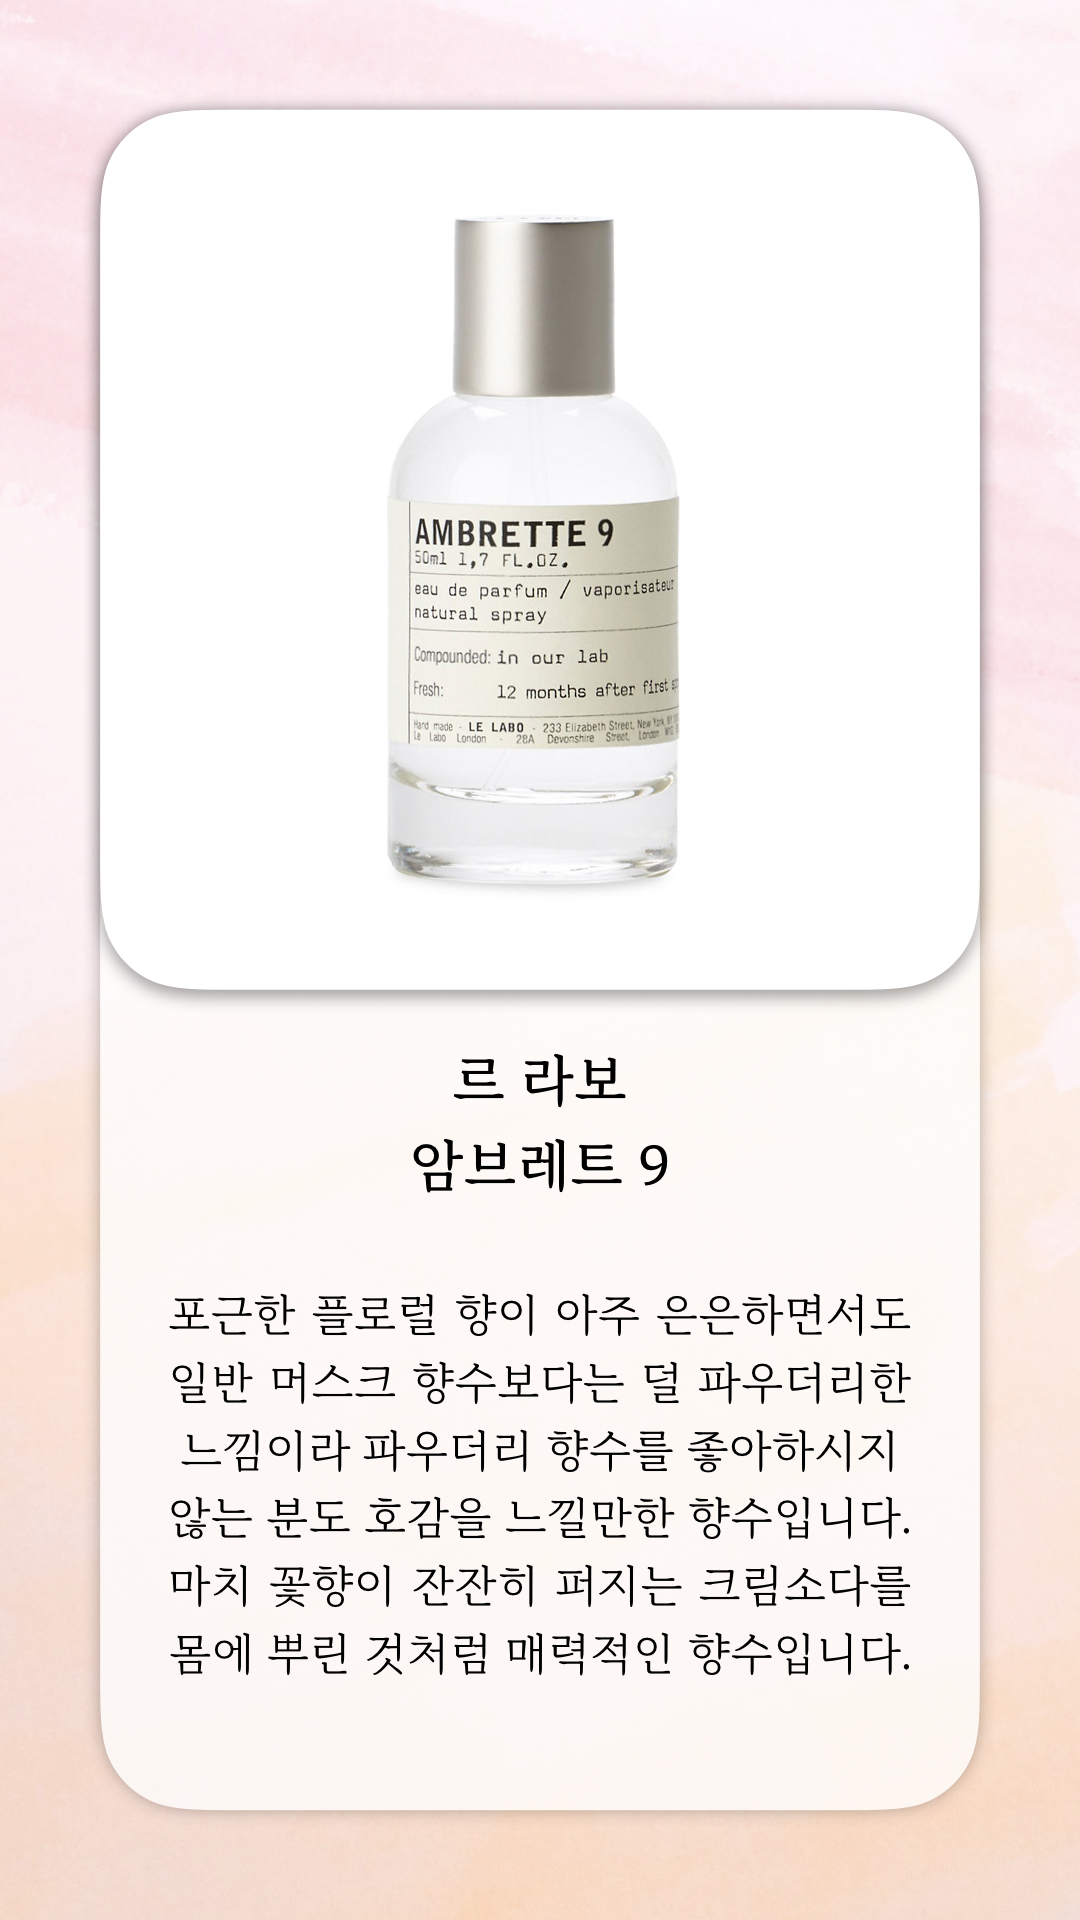 AMBRETTE 9
50ml 1,7 FL.OZ.
eau de parfum / vaporisateur
natural spray
Compounded: in our lab
Fresh: 12 months after first
Hand made - LE LABO - 233 Elizabeth Street, New York,
Le Labo London - 28A Devonshire Street, London
르 라보
암브레트 9
포근한 플로럴 향이 아주 은은하면서도
일반 머스크 향수보다는 덜 파우더리한
느낌이라 파우더리 향수를 좋아하시지
않는 분도 호감을 느낄만한 향수입니다.
마치 꽃향이 잔잔히 퍼지는 크림소다를
몸에 뿌린 것처럼 매력적인 향수입니다.